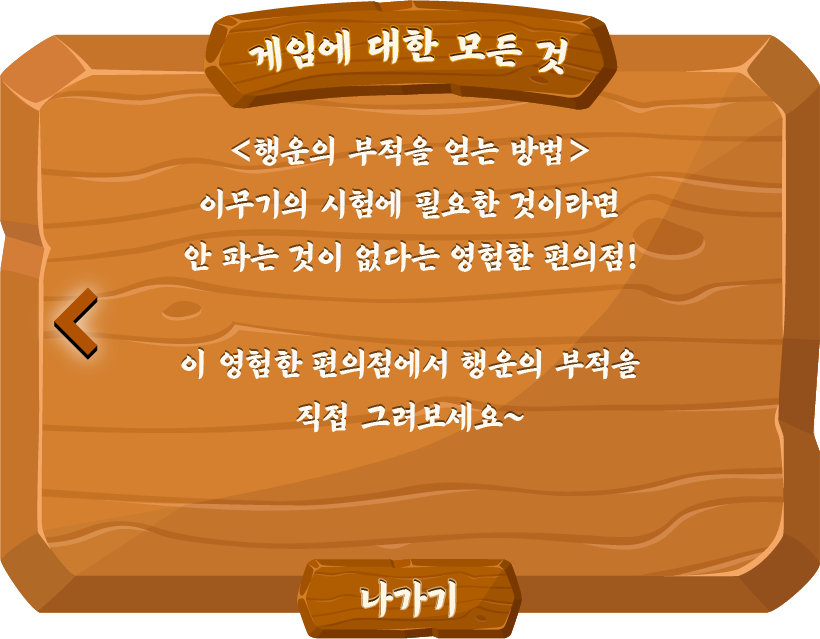 게임에 대한 모든 것
<행운의 부적을 얻는 방법>
이무기의 시험에 필요한 것이라면
안 파는 것이 없다는 영험한 편의점!
이 영험한 편의점에서 행운의 부적을
직접 그려보세요~
나가기